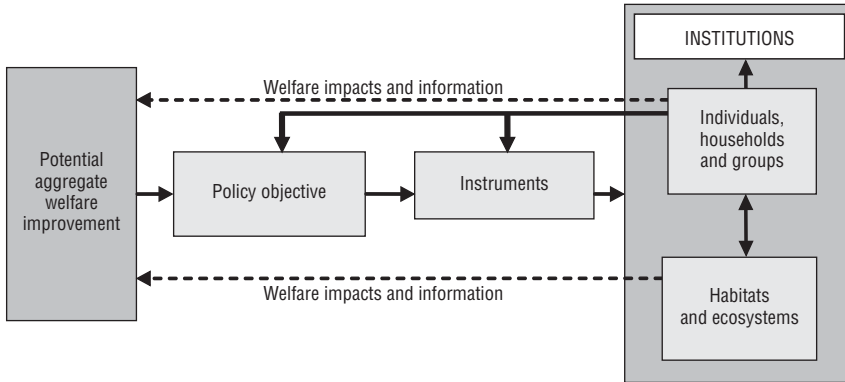 INSTITUTIONS
Welfare impacts and information
Individuals,
households
and groups
Potential
aggregate
welfare
improvement
Policy objective
Instruments
Welfare impacts and information
Habitats
and ecosystems